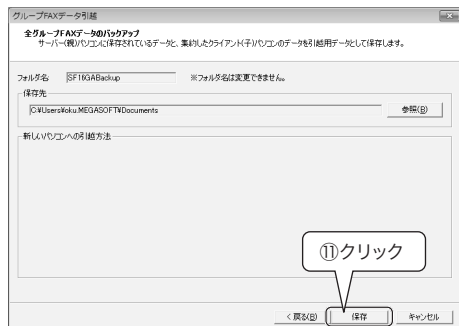 グループFAXデータ引越
全グループFAXデータのバックアップ
サーバー(親)パソコンに保存されているデータと、集約したクライアント(子)パソコンのデータを引越用データとして保存します。
フォルダ名 SF16GABackup ※フォルダ名は変更できません。
保存先
C:¥Users¥oku.MEGASOFT¥Documents 参照(B)
新しいパソコンへの引越方法
⑪クリック
< 戻る(B) 保存 キャンセル